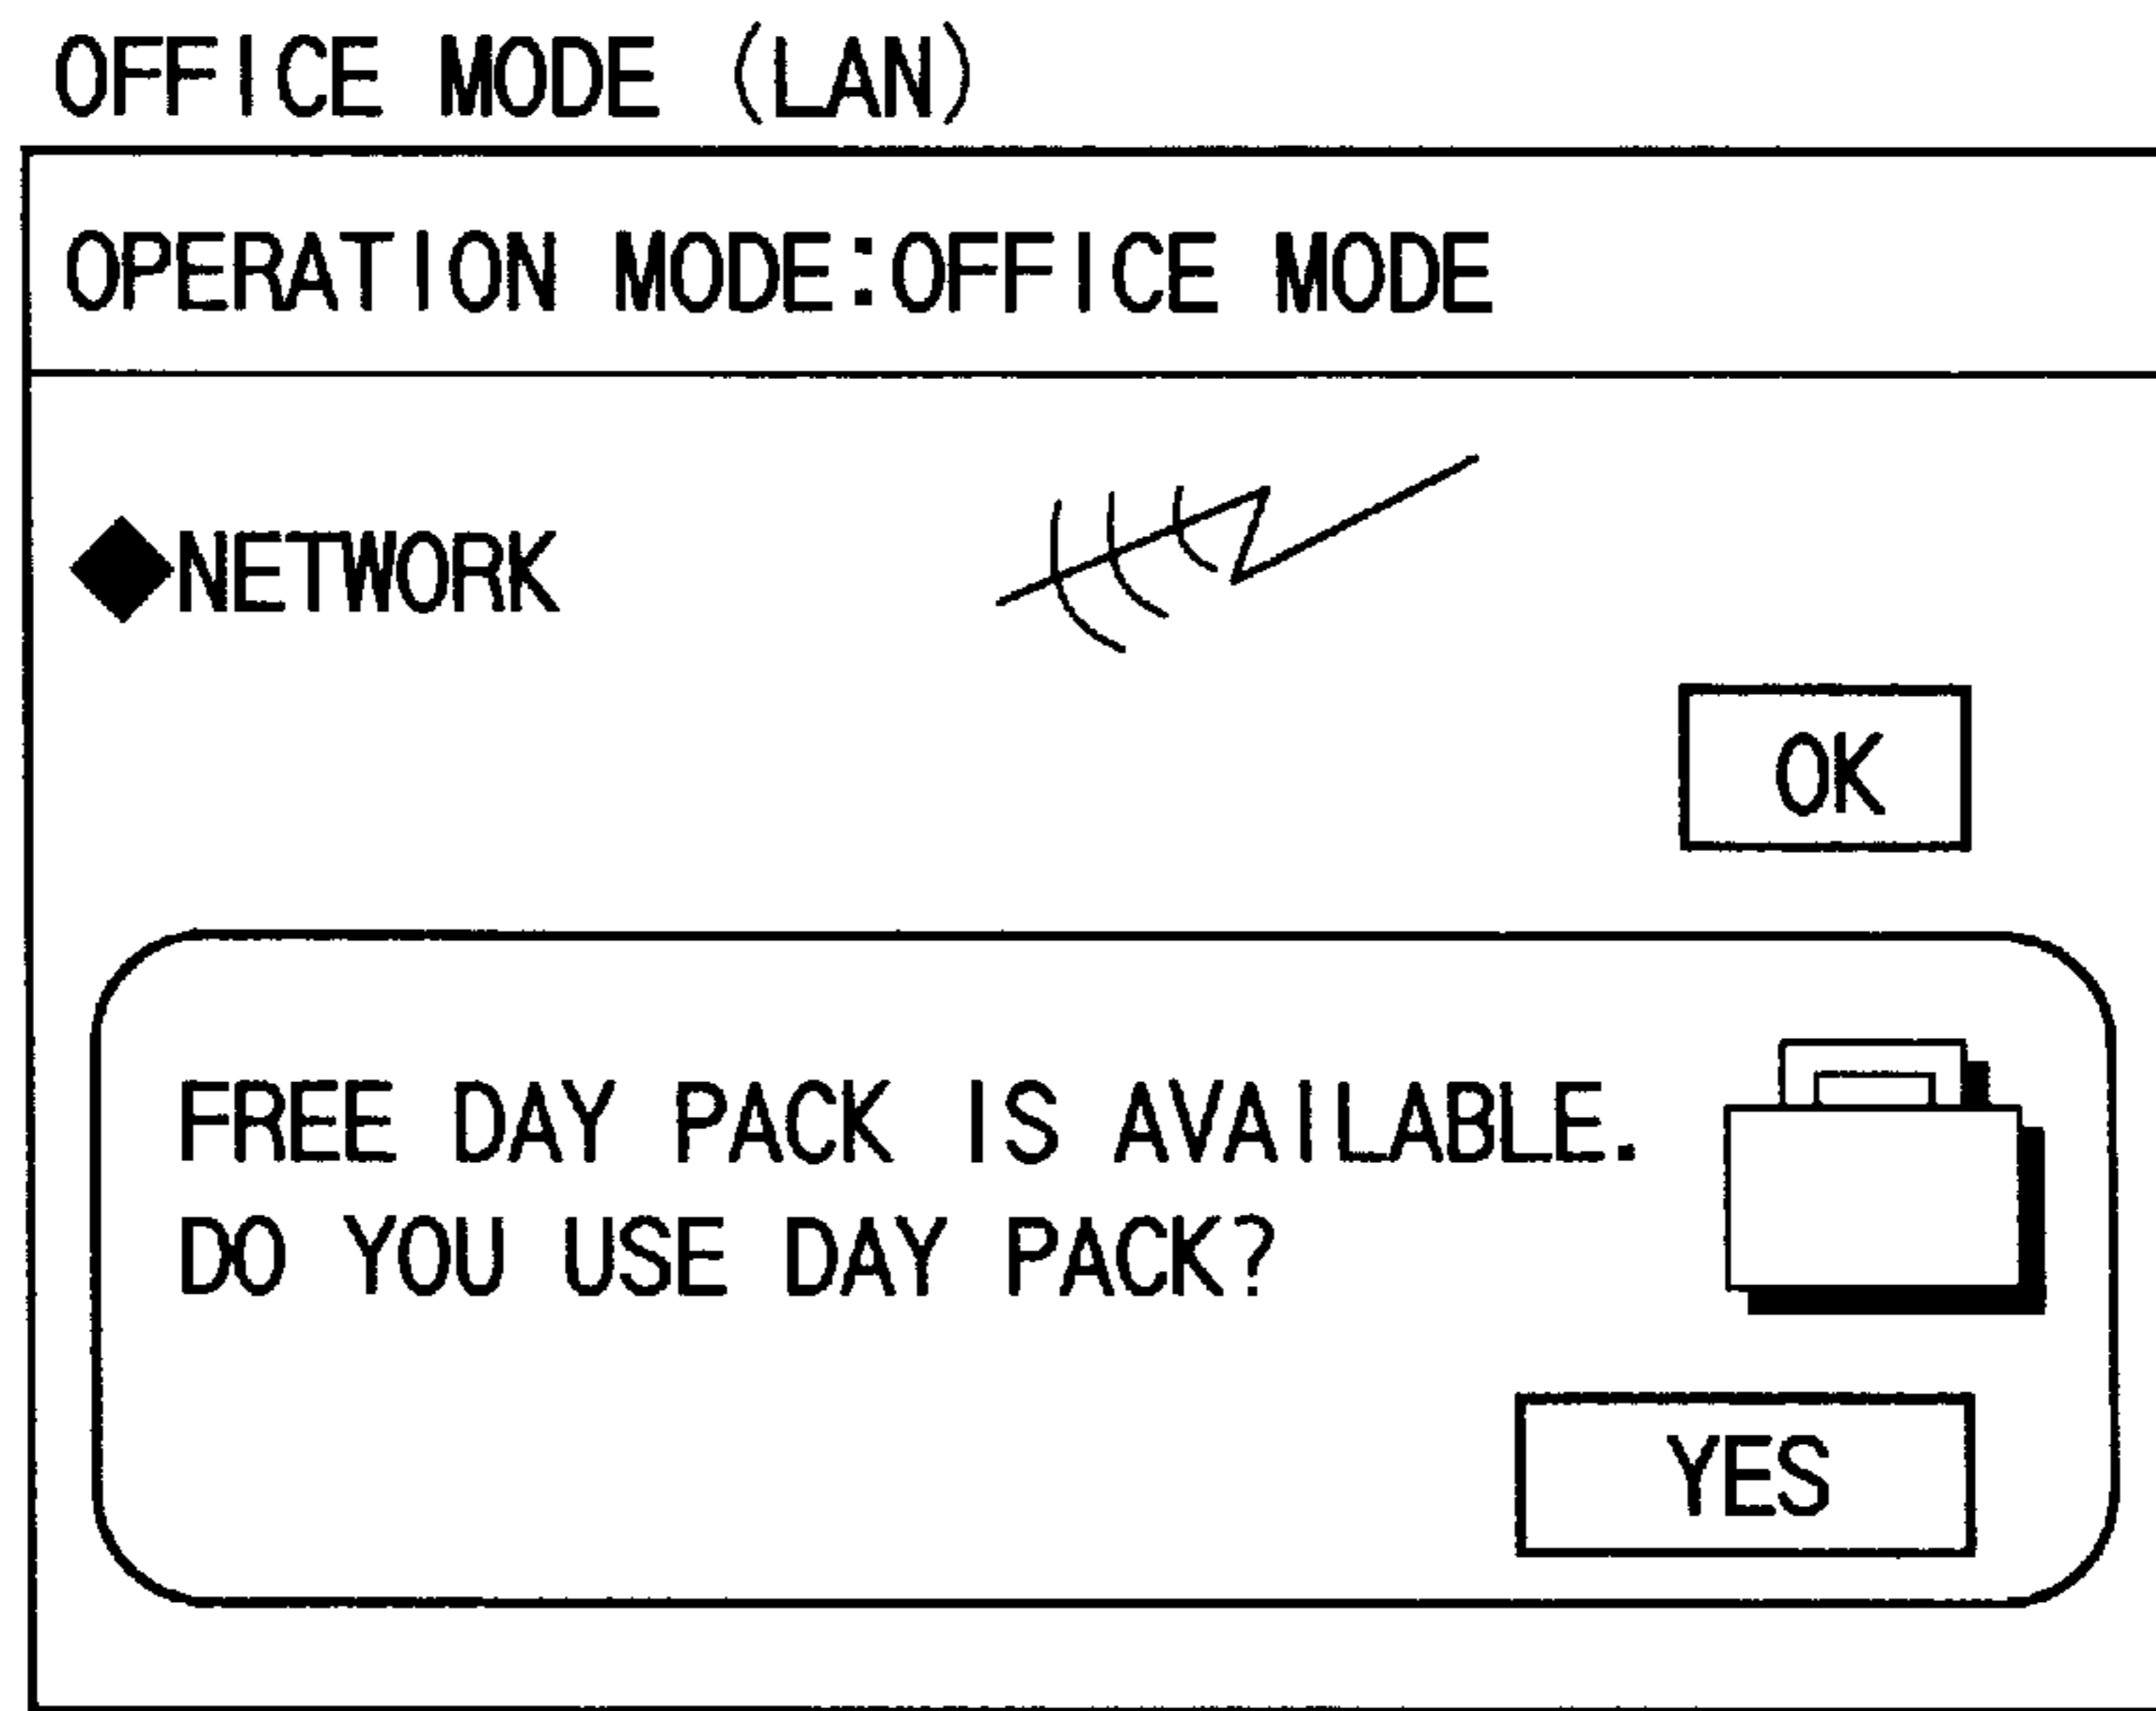 OFFICE MODE (LAN)
OPERATION MODE:OFFICE MODE
◆NETWORK
OK
FREE DAY PACK IS AVAILABLE.
DO YOU USE DAY PACK?
YES